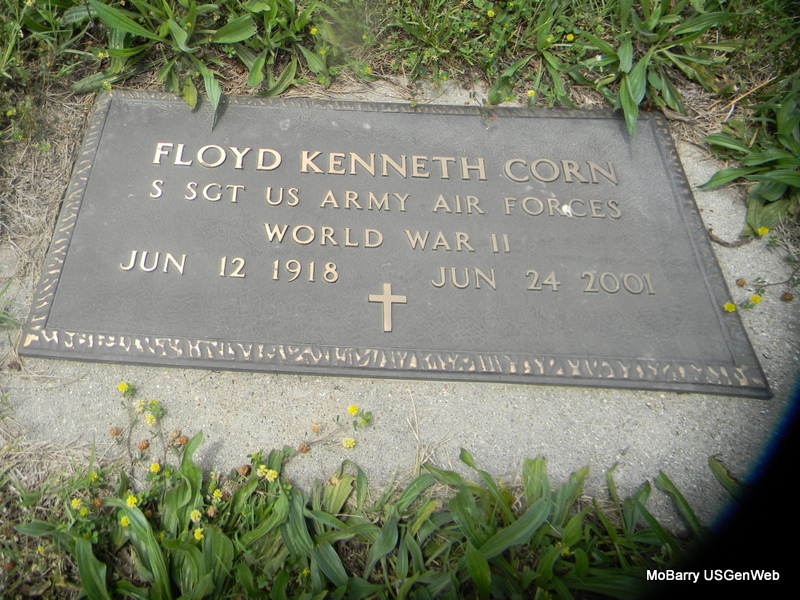 FLOYD KENNETH CORN
S SGT US ARMY AIR FORCES
WORLD WAR II
JUN 12 1918 JUN 24 2001
MoBarry USGenWeb